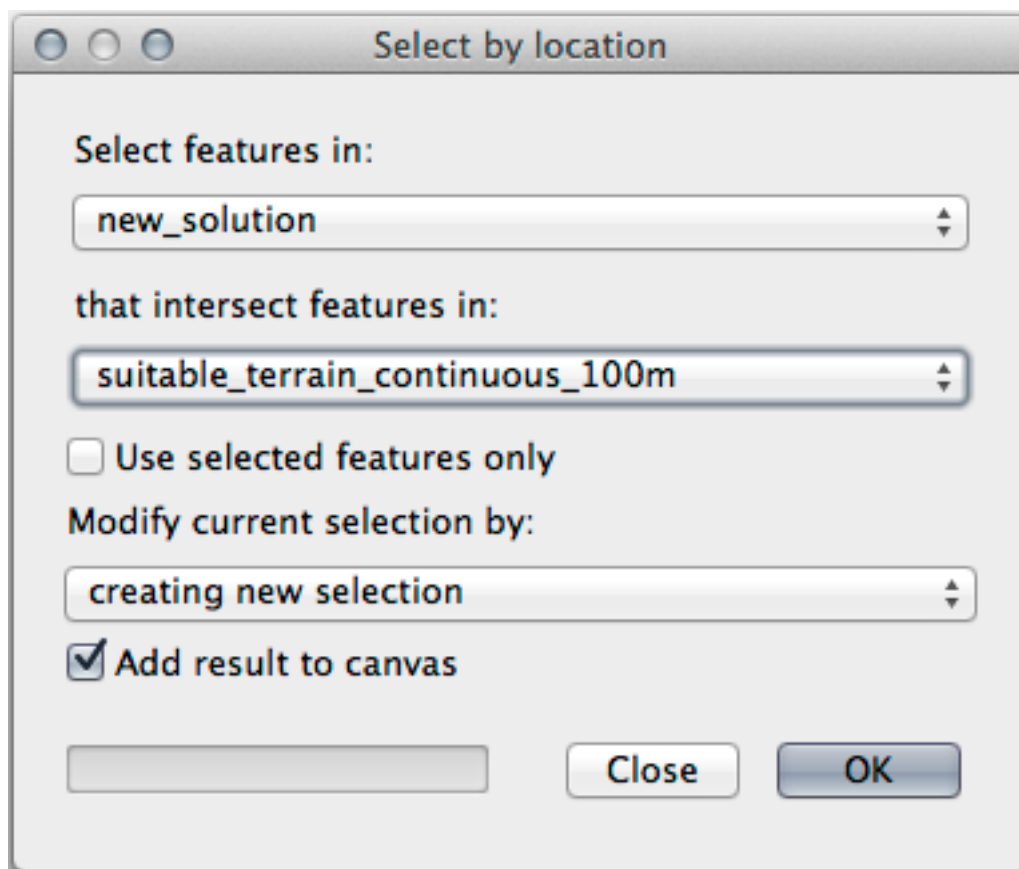 Select by location
Select features in:
new_solution
that intersect features in:
suitable_terrain_continuous_100m
Use selected features only
Modify current selection by:
creating new selection
Add result to canvas
Close
OK